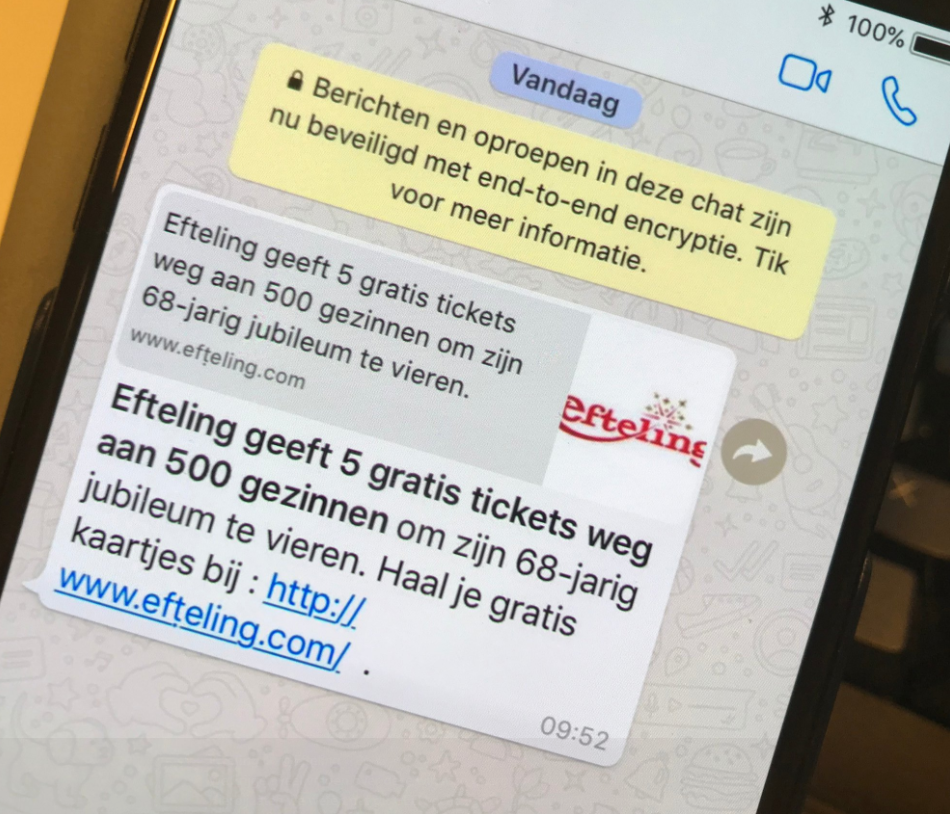 100%
Vandaag
Berichten en oproepen in deze chat zijn
nu beveiligd met end-to-end encryptie. Tik
voor meer informatie.
Efteling geeft 5 gratis tickets
weg aan 500 gezinnen om zijn
68-jarig jubileum te vieren.
www.efţeling.com
efteling
Efteling geeft 5 gratis tickets weg
aan 500 gezinnen om zijn 68-jarig
jubileum te vieren. Haal je gratis
kaartjes bij : http://
www.efţeling.com/ .
09:52